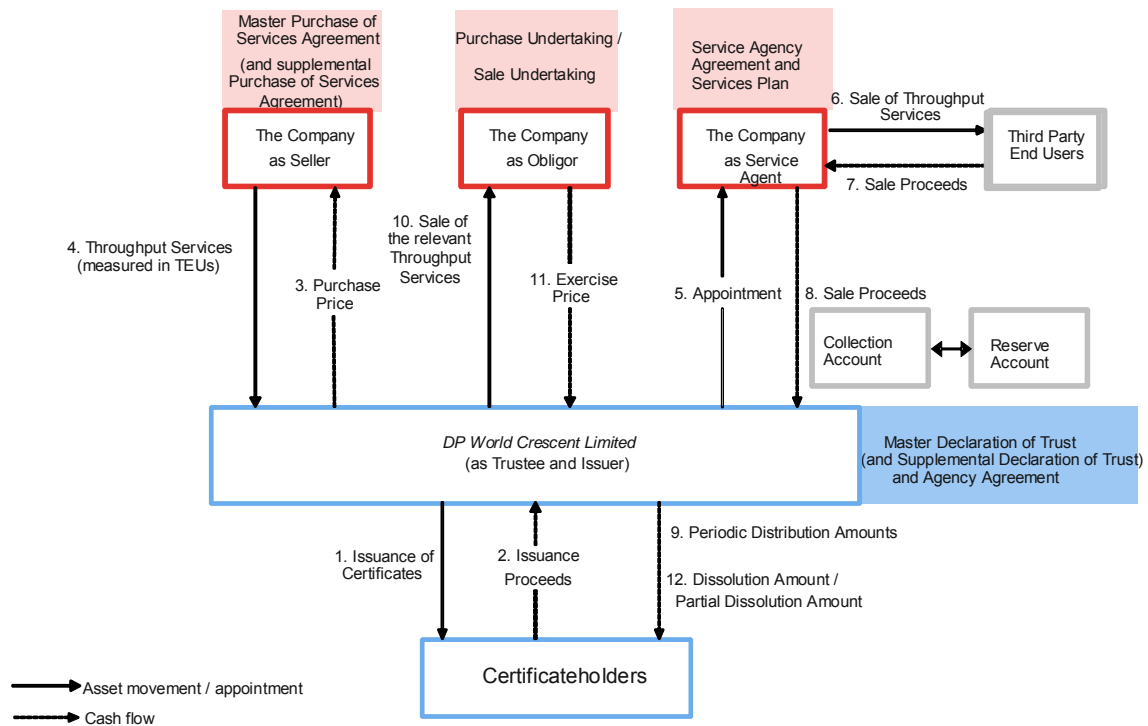 Master Purchase of
Services Agreement
(and supplemental
Purchase of Services
Agreement)
Purchase Undertaking /
Sale Undertaking
Service Agency
Agreement and
Services Plan
The Company
as Seller
The Company
as Obligor
The Company
as Service
Agent
6. Sale of Throughput
Services
7. Sale Proceeds
Third Party
End Users
4. Throughput Services
(measured in TEUs)
3. Purchase
Price
10. Sale of
the relevant
Throughput
Services
11. Exercise
Price
5. Appointment
8. Sale Proceeds
Collection
Account
Reserve
Account
DP World Crescent Limited
(as Trustee and Issuer)
Master Declaration of Trust
(and Supplemental Declaration of Trust)
and Agency Agreement
1. Issuance of
Certificates
2. Issuance
Proceeds
9. Periodic Distribution Amounts
12. Dissolution Amount /
Partial Dissolution Amount
Certificateholders
Asset movement / appointment
Cash flow